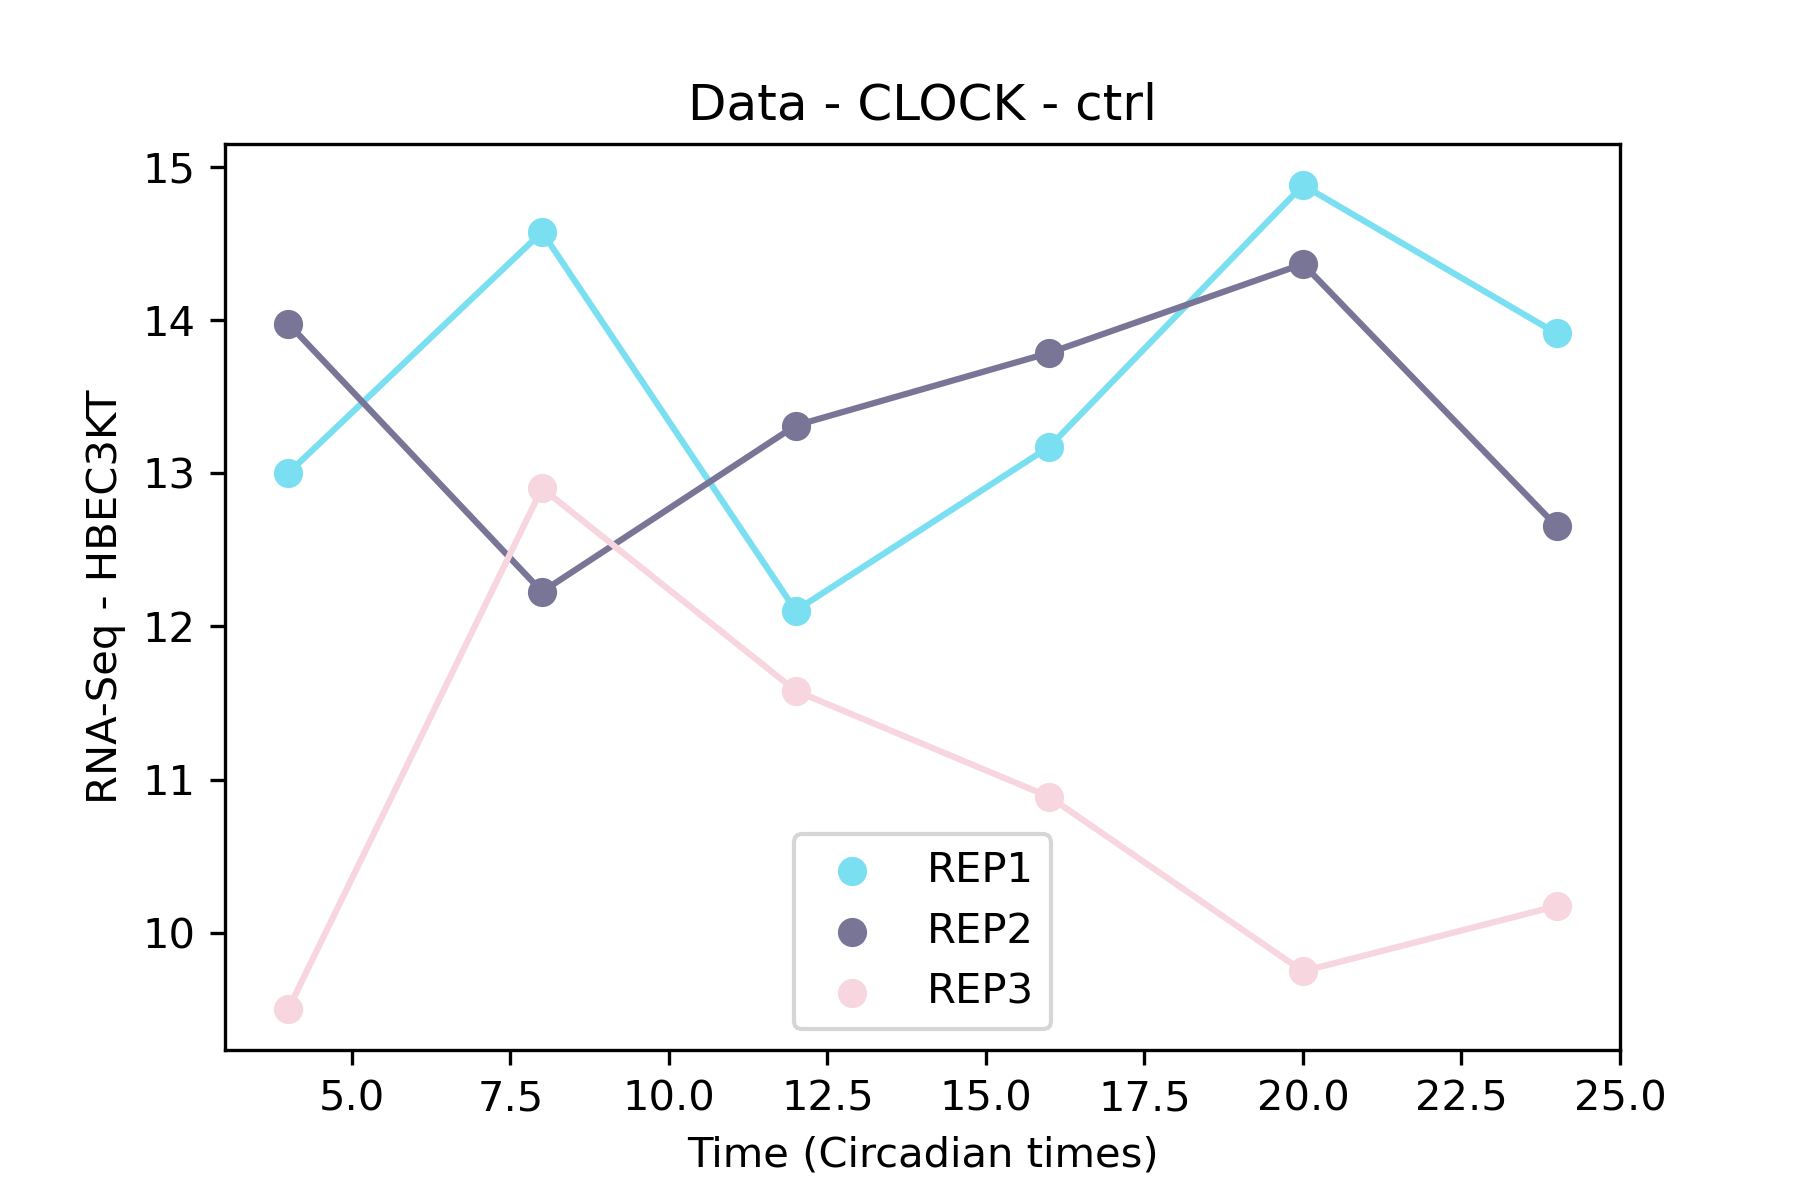 Data - CLOCK - ctrl
RNA-Seq - HBEC3KT
15
14
13
12
11
10
REP1
REP2
REP3
5.0 7.5 10.0 12.5 15.0 17.5 20.0 22.5 25.0
Time (Circadian times)